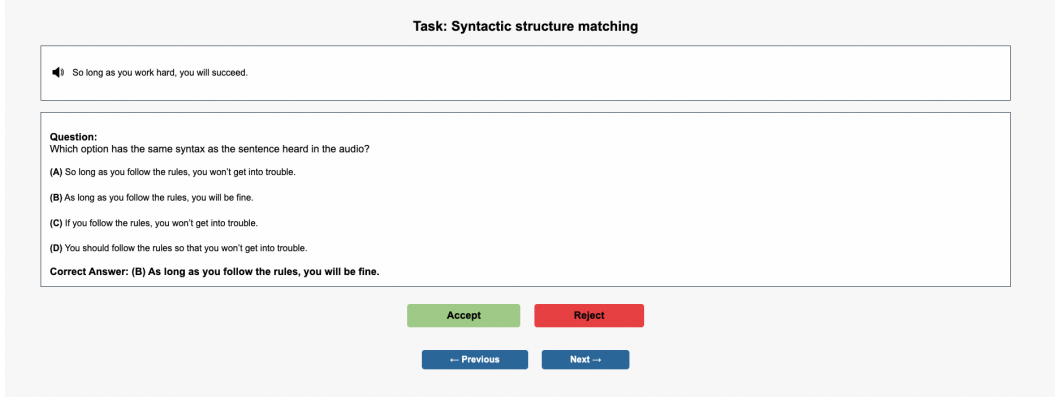 Task: Syntactic structure matching
So long as you work hard, you will succeed.
Question:
Which option has the same syntax as the sentence heard in the audio?
(A) So long as you follow the rules, you won't get into trouble.
(B) As long as you follow the rules, you will be fine.
(C) If you follow the rules, you won't get into trouble.
(D) You should follow the rules so that you won't get into trouble.
Correct Answer: (B) As long as you follow the rules, you will be fine.
Accept Reject
← Previous Next →